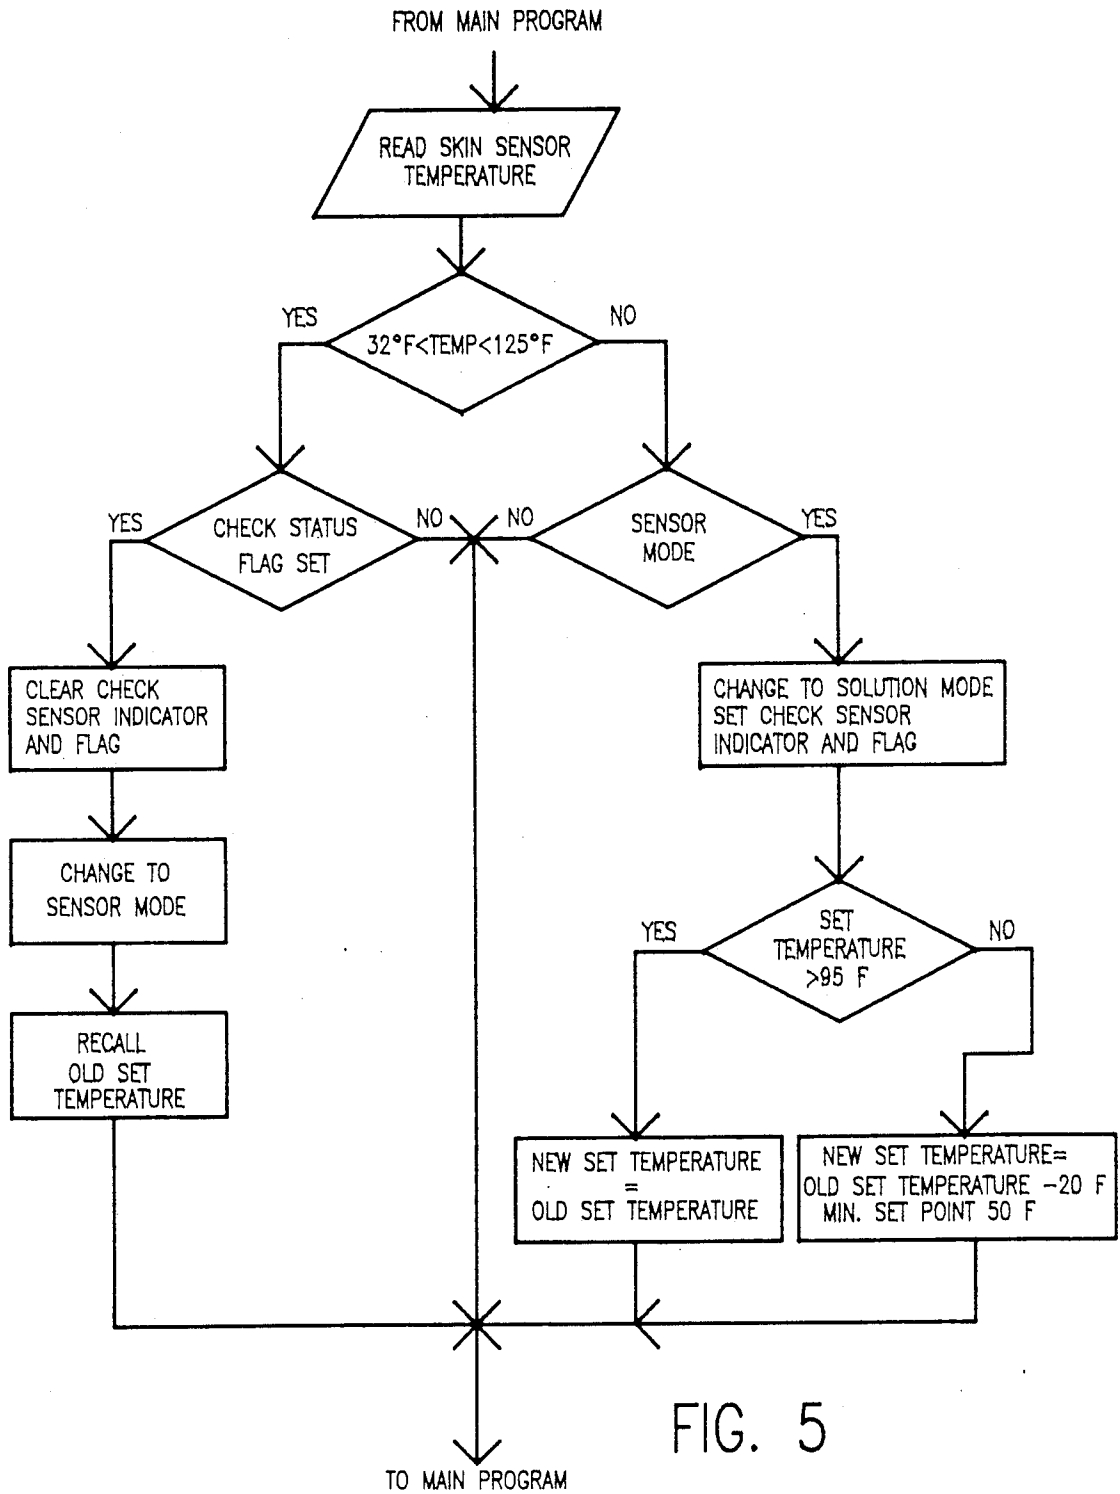 FROM MAIN PROGRAM
READ SKIN SENSOR
TEMPERATURE
YES
NO
32°F<TEMP<125°F
YES
CHECK STATUS
FLAG SET
NO
NO
SENSOR
MODE
YES
CLEAR CHECK
SENSOR INDICATOR
AND FLAG
CHANGE TO SOLUTION MODE
SET CHECK SENSOR
INDICATOR AND FLAG
CHANGE TO
SENSOR MODE
YES
SET
TEMPERATURE
>95 F
NO
RECALL
OLD SET
TEMPERATURE
NEW SET TEMPERATURE
=
OLD SET TEMPERATURE
NEW SET TEMPERATURE=
OLD SET TEMPERATURE -20 F
MIN. SET POINT 50 F
FIG. 5
TO MAIN PROGRAM